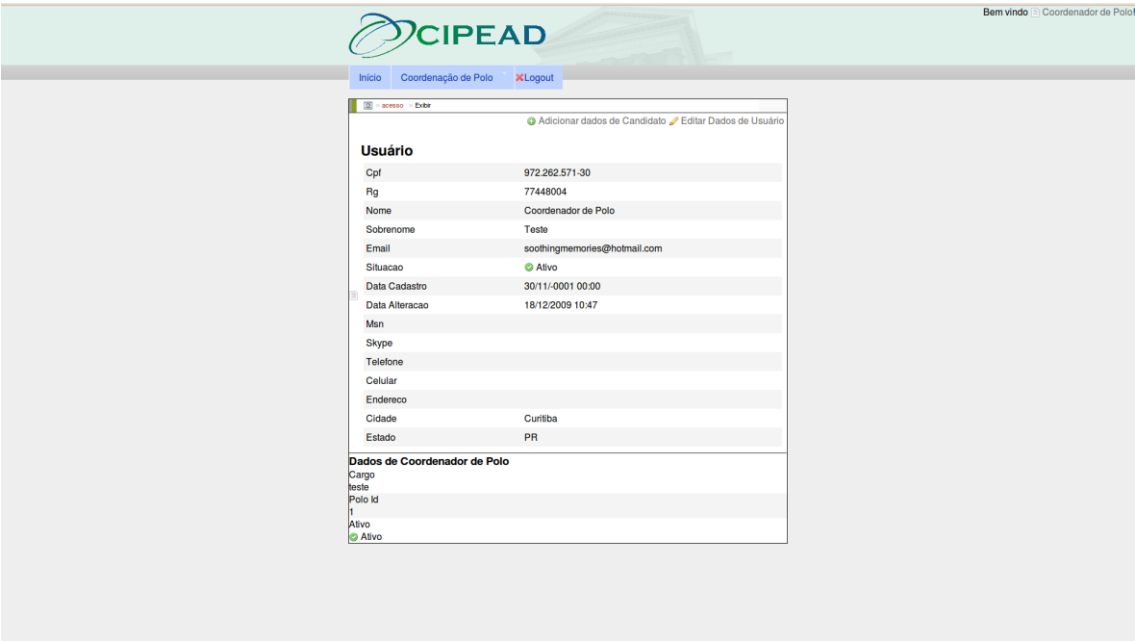 Bem vindo Coordenador de Polo!
CIPEAD
Início Coordenação de Polo Logout
acesso Exibir
Adicionar dados de Candidato Editar Dados de Usuário
Usuário
Cpf 972.262.571-30
Rg 77448004
Nome Coordenador de Polo
Sobrenome Teste
Email soothingmemories@hotmail.com
Situacao Ativo
Data Cadastro 30/11/-0001 00:00
Data Alteracao 18/12/2009 10:47
Msn
Skype
Telefone
Celular
Endereco
Cidade Curitiba
Estado PR
Dados de Coordenador de Polo
Cargo
teste
Polo Id
1
Ativo
Ativo